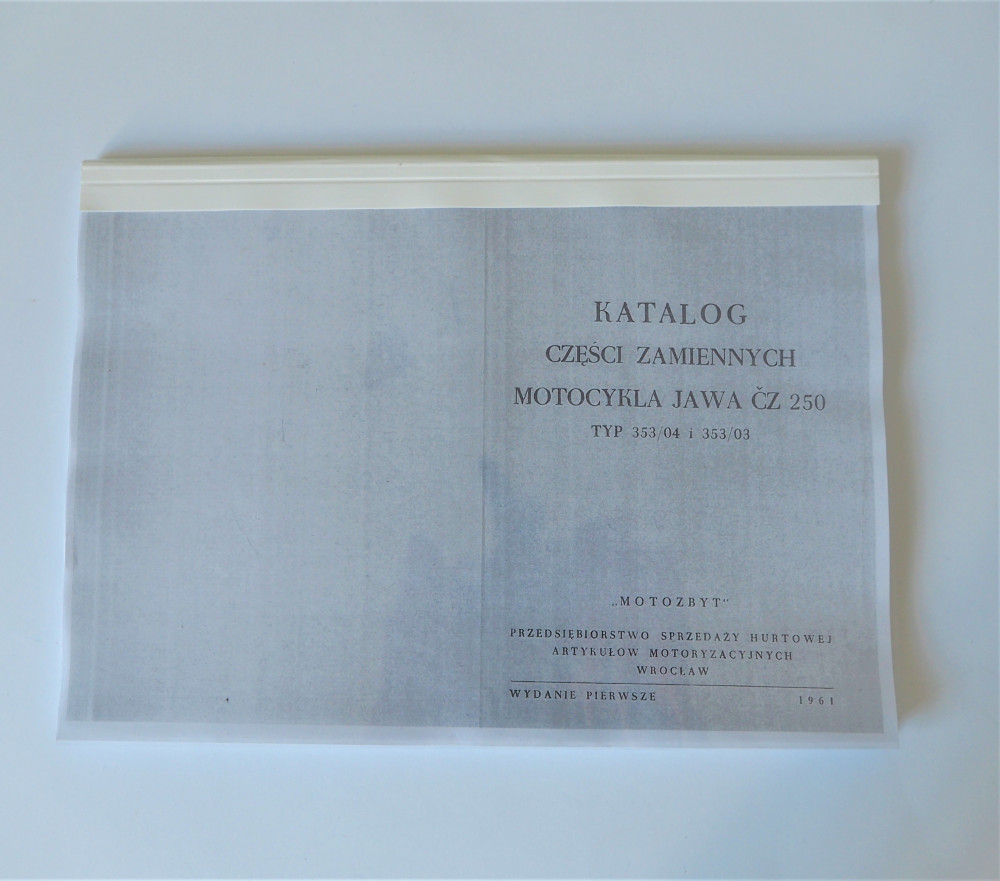 KATALOG
CZĘŚCI ZAMIENNYCH
MOTOCYKLA JAWA ČZ 250
TYP 353/04 i 353/03
„MOTOZBYT“
PRZEDSIĘBIORSTWO SPRZEDAŻY HURTOWEJ
ARTYKUŁOW MOTORYZACYJNYCH
WROCŁAW
WYDANIE PIERWSZE 1961